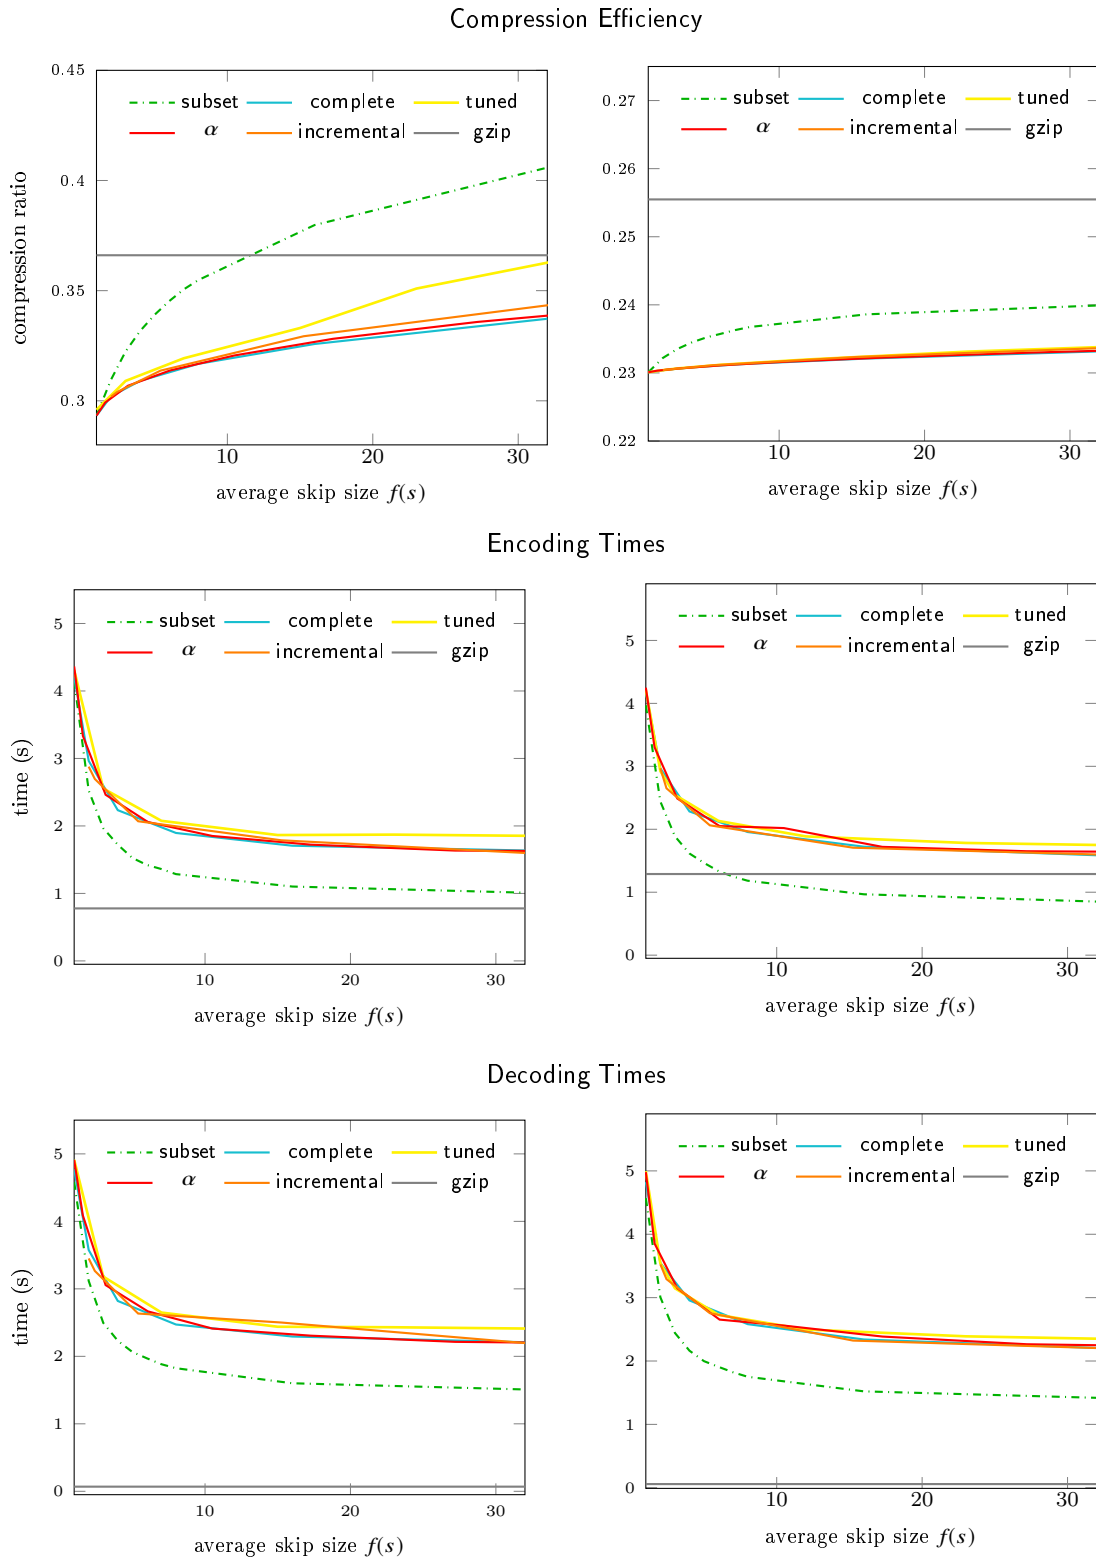 Compression Efficiency
0.45
0.4
0.35
0.3
compression ratio
subset complete tuned
α incremental gzip
10 20 30
average skip size f(s)
0.27
0.26
0.25
0.24
0.23
0.22
subset complete tuned
α incremental gzip
10 20 30
average skip size f(s)
Encoding Times
5
4
3
2
1
0
time (s)
subset complete tuned
α incremental gzip
10 20 30
average skip size f(s)
5
4
3
2
1
0
subset complete tuned
α incremental gzip
10 20 30
average skip size f(s)
Decoding Times
5
4
3
2
1
0
time (s)
subset complete tuned
α incremental gzip
10 20 30
average skip size f(s)
5
4
3
2
1
0
subset complete tuned
α incremental gzip
10 20 30
average skip size f(s)